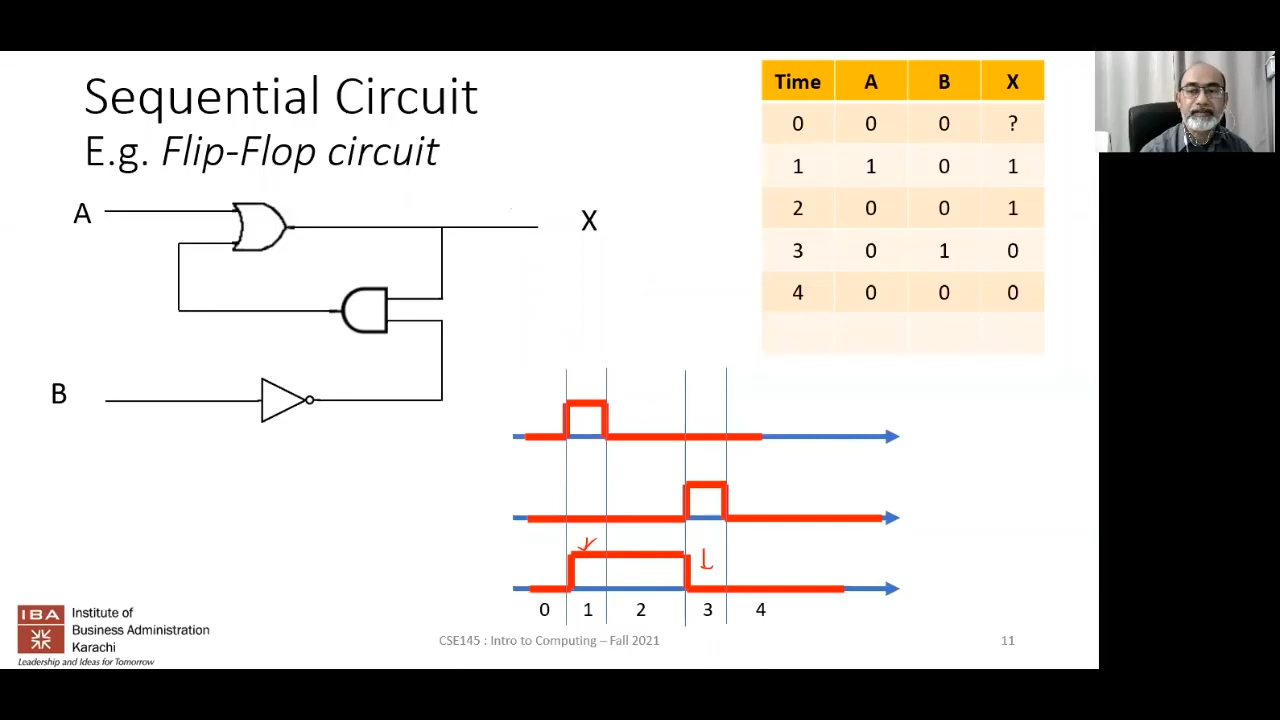 Sequential Circuit
E.g. Flip-Flop circuit
A
X
B
Time A B X
0 0 0 ?
1 1 0 1
2 0 0 1
3 0 1 0
4 0 0 0
0 1 2 3 4
IBA
Institute of
Business Administration
Karachi
Leadership and Ideas for Tomorrow
CSE145 : Intro to Computing – Fall 2021
11